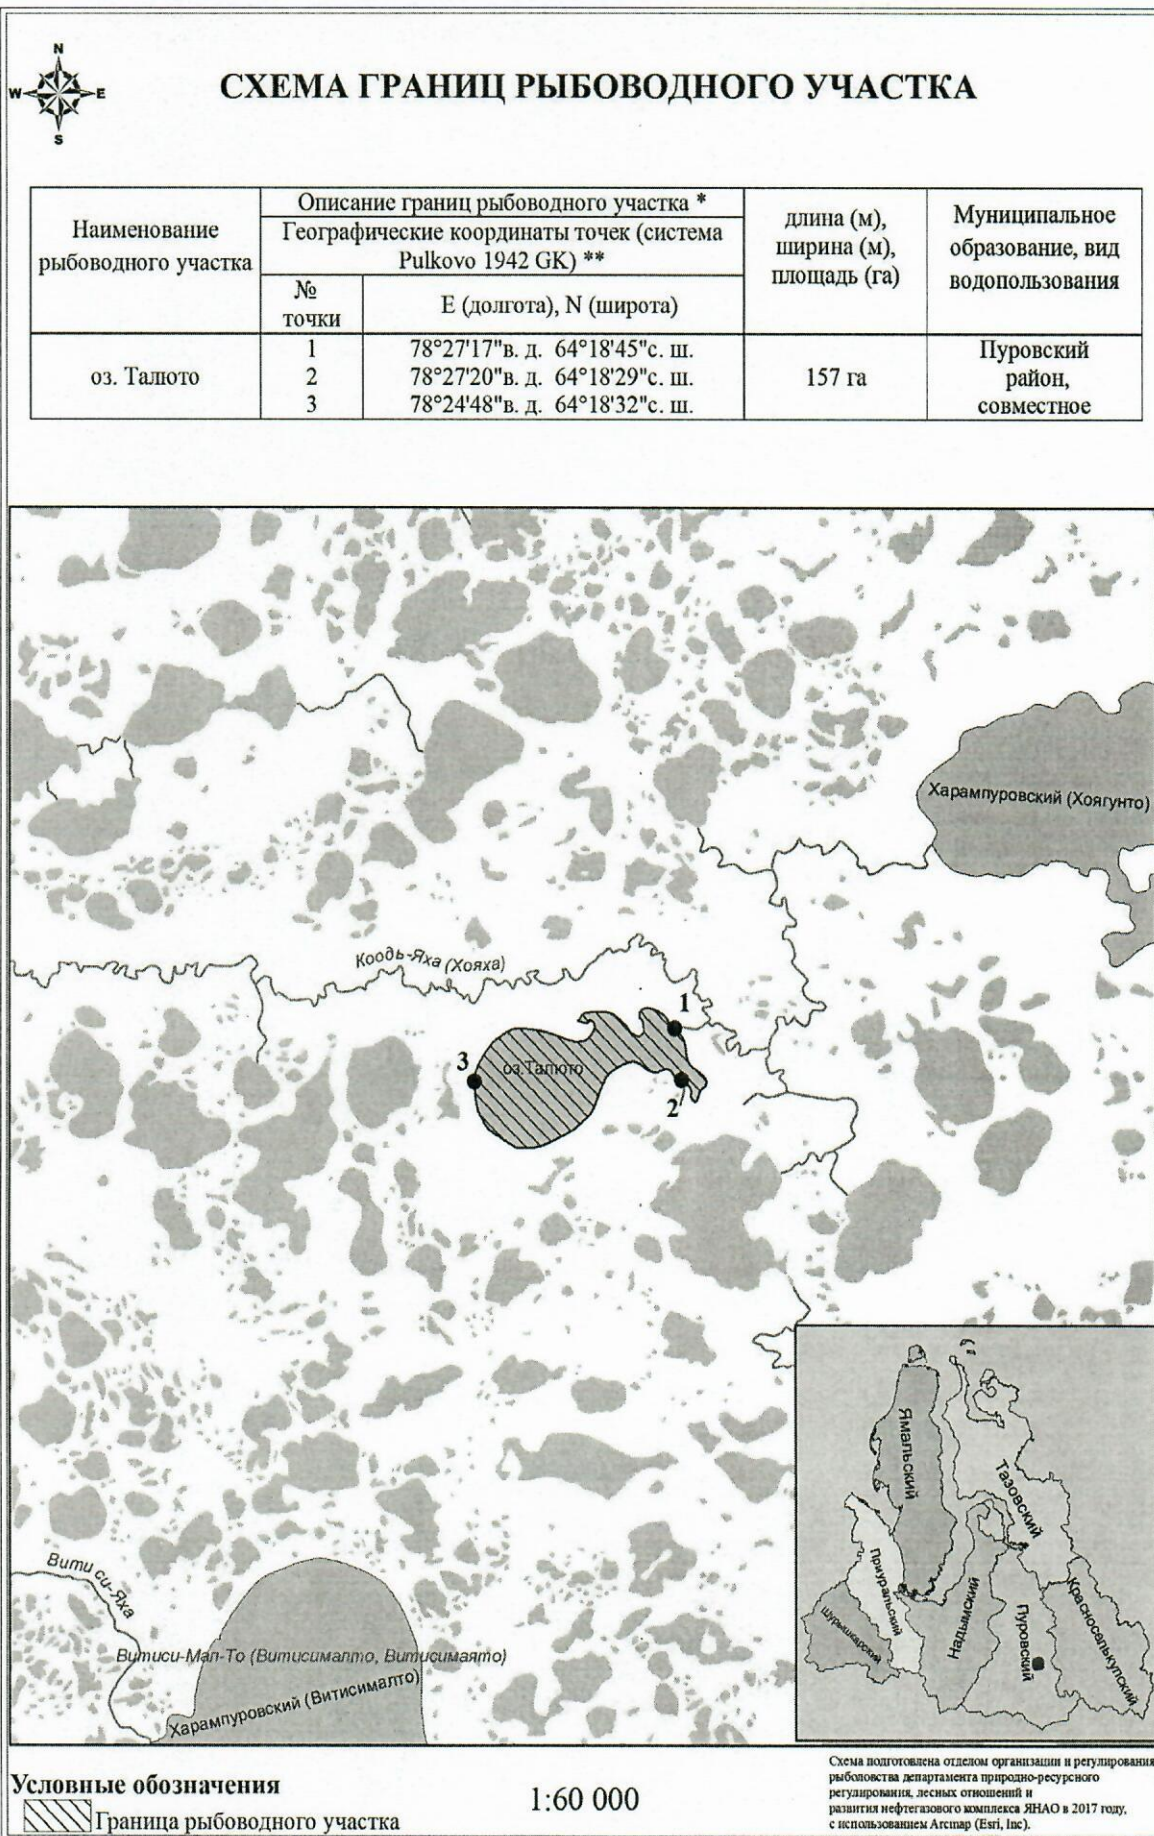 N
W E
S
СХЕМА ГРАНИЦ РЫБОВОДНОГО УЧАСТКА
Наименование
рыбоводного участка
Описание границ рыбоводного участка *
Географические координаты точек (система
Pulkovo 1942 GK) **
№
точки
E (долгота), N (широта)
длина (м),
ширина (м),
площадь (га)
Муниципальное
образование, вид
водопользования
оз. Талюто
1 78°27'17"в. д. 64°18'45"с. ш.
2 78°27'20"в. д. 64°18'29"с. ш.
3 78°24'48"в. д. 64°18'32"с. ш.
157 га
Пуровский
район,
совместное
Харампуровский (Хоягунто)
Коодь-Яха (Хояха)
1
3
оз.Талюто
2
Ямальский
Тазовский
Приуральский
Шурышкарский
Надымский
Пуровский
Красноселькупский
Вити си-Яха
Витиси-Мал-То (Витисималто, Витисимаято)
Харампуровский (Витисималто)
Условные обозначения
Граница рыбоводного участка
1:60 000
Схема подготовлена отделом организации и регулирования
рыболовства департамента природно-ресурсного
регулирования, лесных отношений и
развития нефтегазового комплекса ЯНАО в 2017 году,
с использованием Arcmap (Esri, Inc).